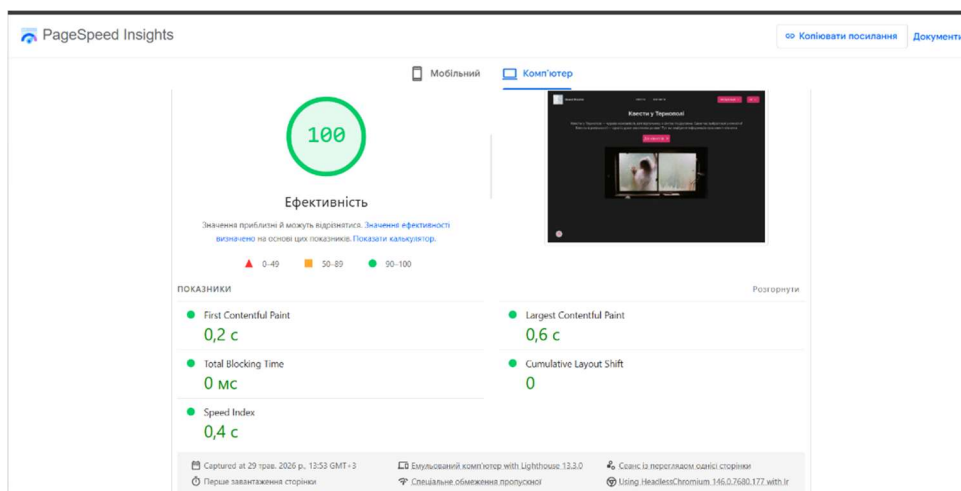 PageSpeed Insights
Копіювати посилання
Документи
Мобільний
Комп'ютер
100
Ефективність
Значення приблизні й можуть відрізнятися. Значення ефективності
визначено на основі цих показників. Показати калькулятор.
0–49
50–89
90–100
Квести у Тернополі
ПОКАЗНИКИ
Розгорнути
First Contentful Paint
0,2 с
Largest Contentful Paint
0,6 с
Total Blocking Time
0 мс
Cumulative Layout Shift
0
Speed Index
0,4 с
Captured at 29 трав. 2026 р., 13:53 GMT+3
Емульований комп'ютер with Lighthouse 13.3.0
Сеанс із переглядом однієї сторінки
Перше завантаження сторінки
Спеціальне обмеження пропускної
Using HeadlessChromium 146.0.7680.177 with lr